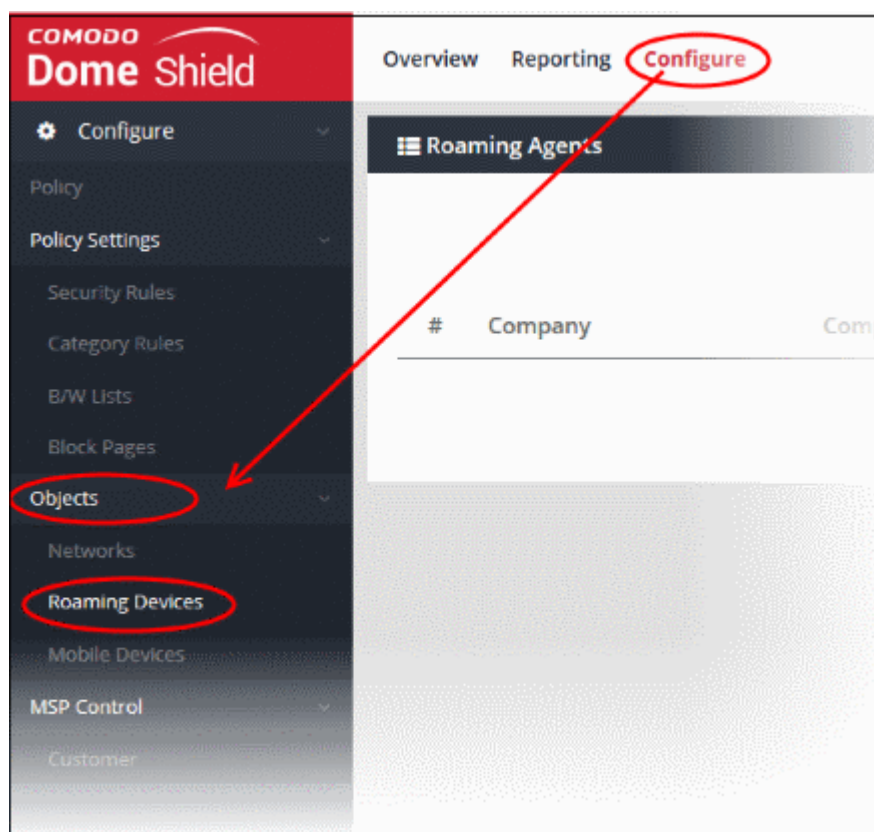 COMODO
Dome Shield
Overview Reporting Configure
Configure
Roaming Agents
Policy
Policy Settings
Security Rules
Category Rules
B/W Lists
Block Pages
# Company Com
Objects
Networks
Roaming Devices
Mobile Devices
MSP Control
Customer